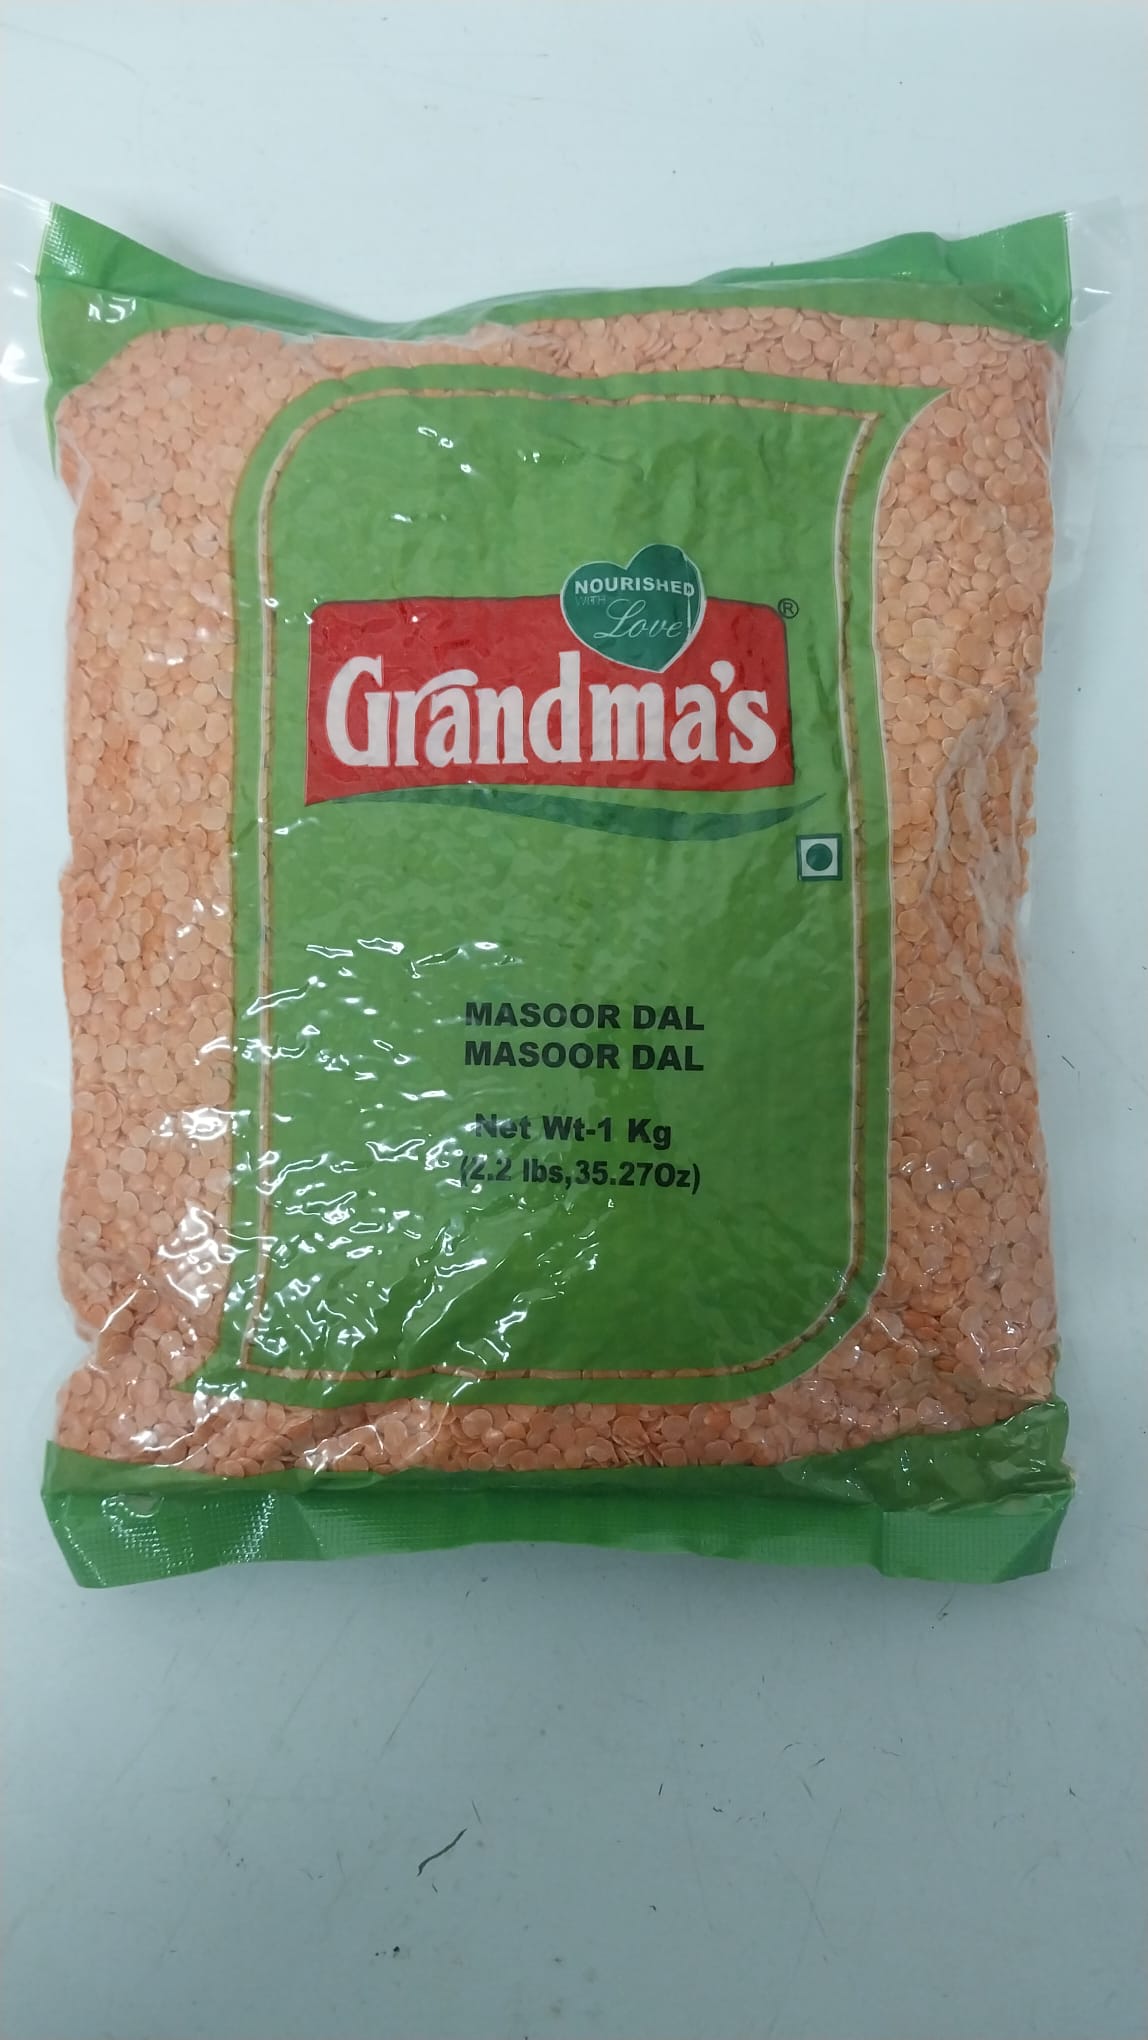 NOURISHED
WITH
Love
®
Grandma's
MASOOR DAL
MASOOR DAL
Net Wt-1 Kg
(2.2 lbs,35.27Oz)